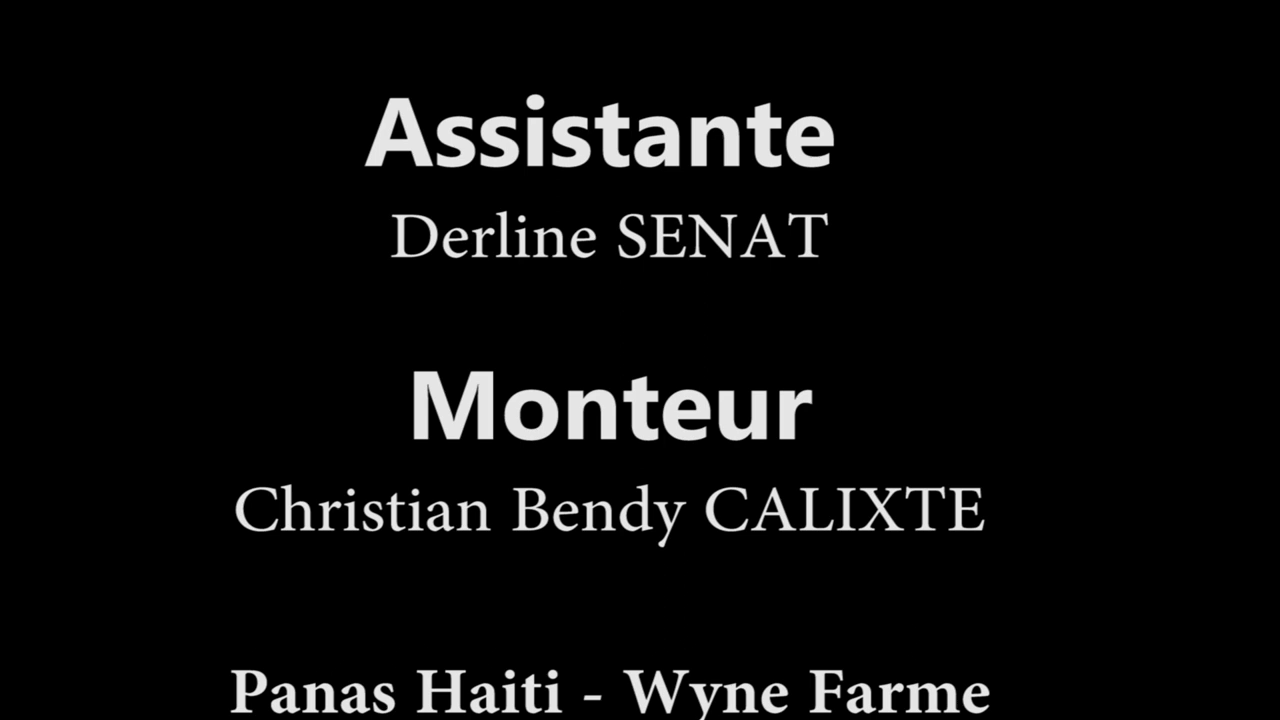 Assistante
Derline SENAT
Monteur
Christian Bendy CALIXTE
Panas Haiti - Wyne Farme